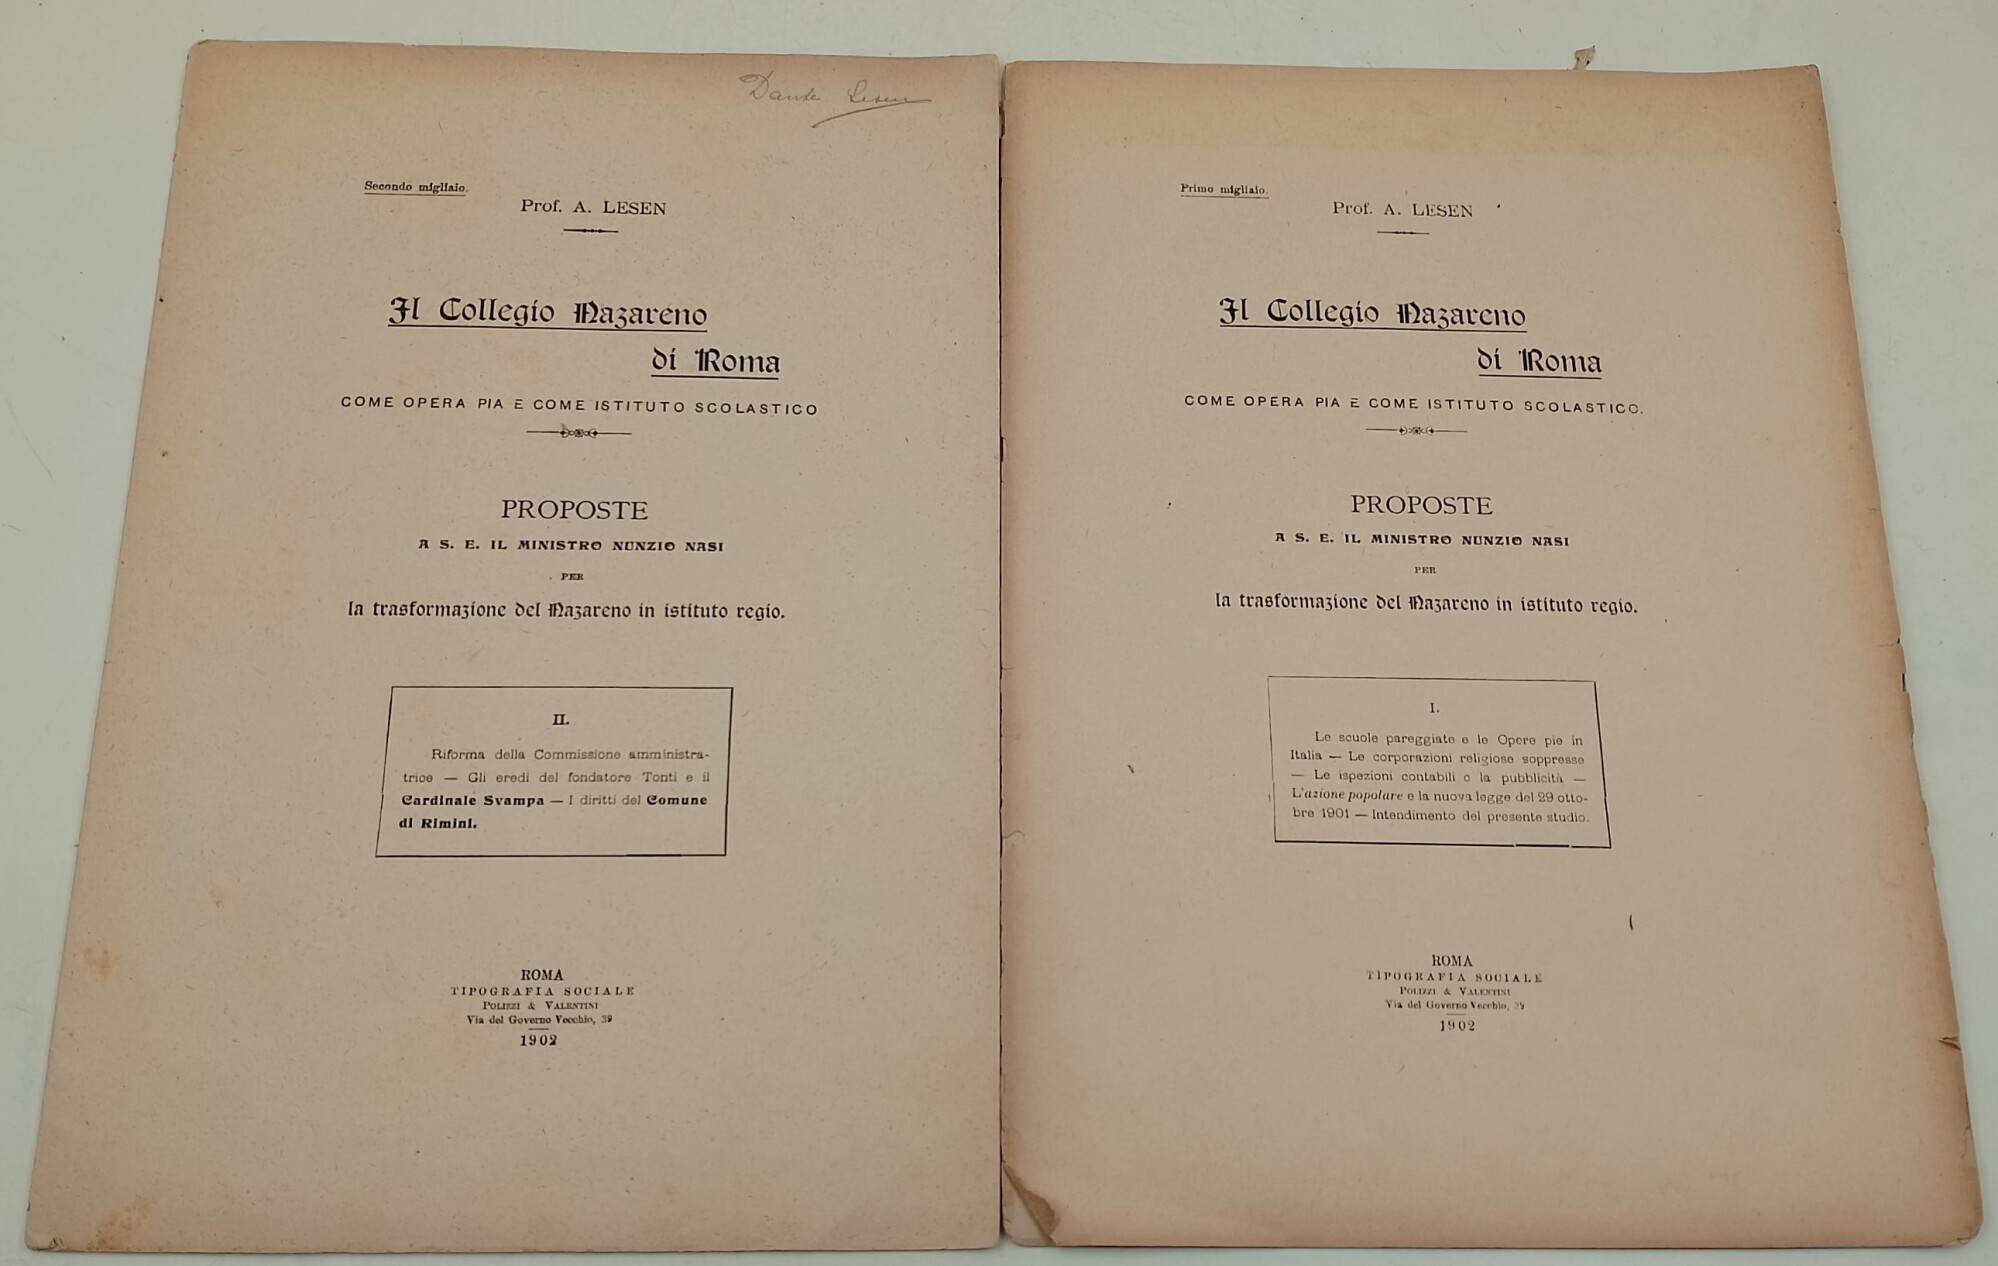 Dante Lesen
Secondo migliaio.
Prof. A. LESEN
Il Collegio Nazareno
di Roma
COME OPERA PIA E COME ISTITUTO SCOLASTICO
PROPOSTE
A S. E. IL MINISTRO NUNZIO NASI
PER
la trasformazione del Nazareno in istituto regio.
II.
Riforma della Commissione amministra-
trice — Gli eredi del fondatore Tonti e il
Cardinale Svampa — I diritti del Comune
di Rimini.
ROMA
TIPOGRAFIA SOCIALE
POLIZZI & VALENTINI
Via del Governo Vecchio, 39
1902
Primo migliaio.
Prof. A. LESEN
Il Collegio Nazareno
di Roma
COME OPERA PIA E COME ISTITUTO SCOLASTICO.
PROPOSTE
A S. E. IL MINISTRO NUNZIO NASI
PER
la trasformazione del Nazareno in istituto regio.
I.
Le scuole pareggiate e le Opere pie in
Italia — Le corporazioni religiose soppresse
— Le ispezioni contabili e la pubblicità —
L'azione popolare e la nuova legge del 29 otto-
bre 1901 — Intendimento del presente studio.
ROMA
TIPOGRAFIA SOCIALE
POLIZZI & VALENTINI
Via del Governo Vecchio, 39
1902